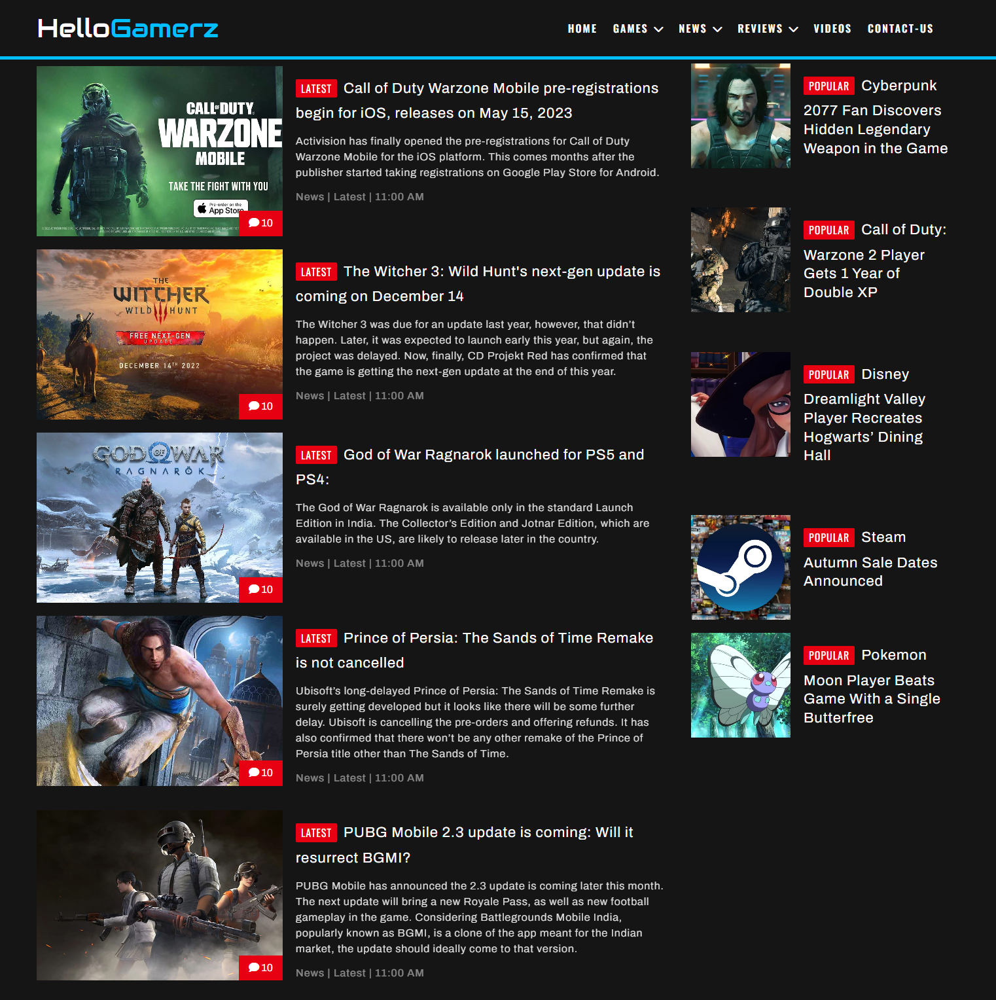 HelloGamerz
HOME GAMES NEWS REVIEWS VIDEOS CONTACT-US
CALL OF DUTY
WARZONE
MOBILE
TAKE THE FIGHT WITH YOU
Pre-order on the
App Store
10
LATEST Call of Duty Warzone Mobile pre-registrations
begin for iOS, releases on May 15, 2023
Activision has finally opened the pre-registrations for Call of Duty
Warzone Mobile for the iOS platform. This comes months after the
publisher started taking registrations on Google Play Store for Android.
News | Latest | 11:00 AM
THE
WITCHER
WILD HUNT
FREE NEXT-GEN
UPDATE
COMING
DECEMBER 14TH 2022
10
LATEST The Witcher 3: Wild Hunt's next-gen update is
coming on December 14
The Witcher 3 was due for an update last year, however, that didn’t
happen. Later, it was expected to launch early this year, but again, the
project was delayed. Now, finally, CD Projekt Red has confirmed that
the game is getting the next-gen update at the end of this year.
News | Latest | 11:00 AM
GOD OF WAR
RAGNARÖK
10
LATEST God of War Ragnarok launched for PS5 and
PS4:
The God of War Ragnarok is available only in the standard Launch
Edition in India. The Collector’s Edition and Jotnar Edition, which are
available in the US, are likely to release later in the country.
News | Latest | 11:00 AM
10
LATEST Prince of Persia: The Sands of Time Remake
is not cancelled
Ubisoft’s long-delayed Prince of Persia: The Sands of Time Remake is
surely getting developed but it looks like there will be some further
delay. Ubisoft is cancelling the pre-orders and offering refunds. It has
also confirmed that there won’t be any other remake of the Prince of
Persia title other than The Sands of Time.
News | Latest | 11:00 AM
10
LATEST PUBG Mobile 2.3 update is coming: Will it
resurrect BGMI?
PUBG Mobile has announced the 2.3 update is coming later this month.
The next update will bring a new Royale Pass, as well as new football
gameplay in the game. Considering Battlegrounds Mobile India,
popularly known as BGMI, is a clone of the app meant for the Indian
market, the update should ideally come to that version.
News | Latest | 11:00 AM
POPULAR Cyberpunk
2077 Fan Discovers
Hidden Legendary
Weapon in the Game
POPULAR Call of Duty:
Warzone 2 Player
Gets 1 Year of
Double XP
POPULAR Disney
Dreamlight Valley
Player Recreates
Hogwarts’ Dining
Hall
POPULAR Steam
Autumn Sale Dates
Announced
POPULAR Pokemon
Moon Player Beats
Game With a Single
Butterfree